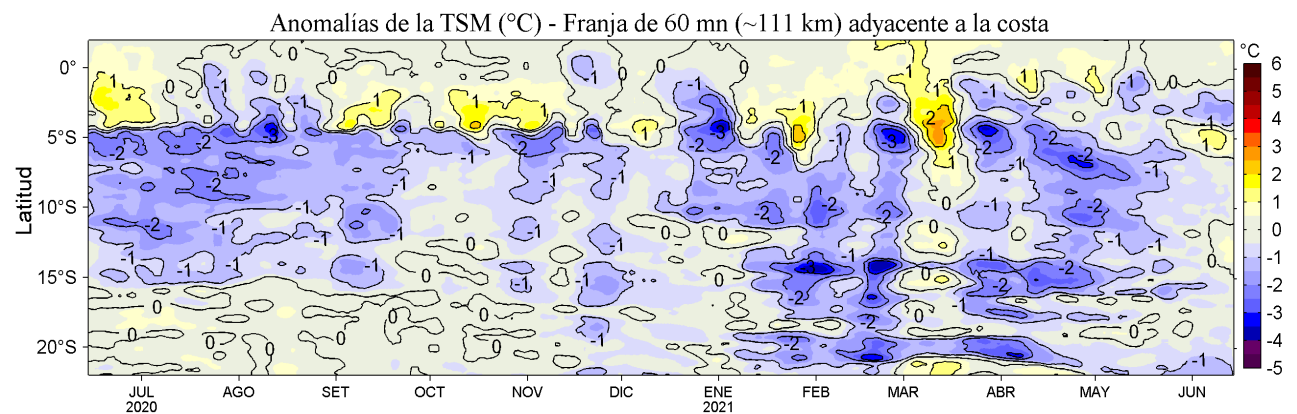 Anomalías de la TSM (°C) - Franja de 60 mn (~111 km) adyacente a la costa
°C
Latitud
0°
5°S
10°S
15°S
20°S
6
5
4
3
2
1
0
-1
-2
-3
-4
-5
JUL AGO SET OCT NOV DIC ENE FEB MAR ABR MAY JUN
2020 2021